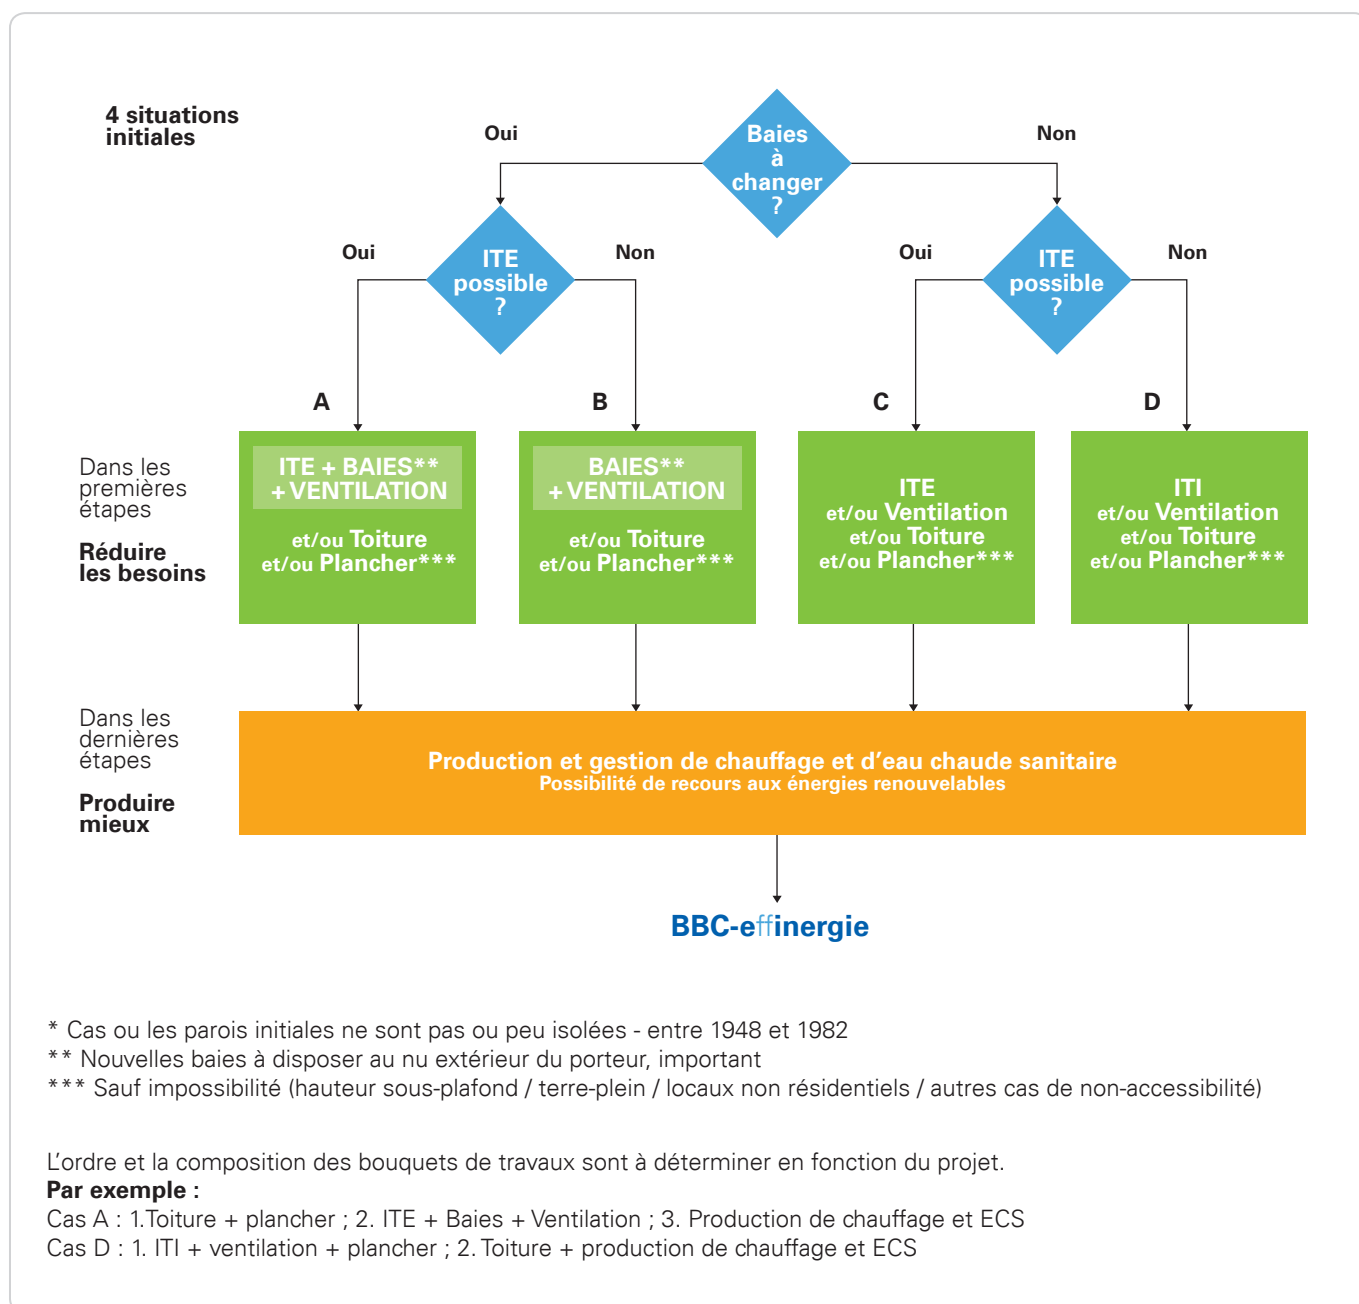 4 situations
initiales
Oui
Non
Baies
à
changer
?
Oui
Non
Oui
Non
ITE
possible
?
ITE
possible
?
A
B
C
D
Dans les
premières
étapes
Réduire
les besoins
ITE + BAIES**
+ VENTILATION
et/ou Toiture
et/ou Plancher***
BAIES**
+ VENTILATION
et/ou Toiture
et/ou Plancher***
ITE
et/ou Ventilation
et/ou Toiture
et/ou Plancher***
ITI
et/ou Ventilation
et/ou Toiture
et/ou Plancher***
Dans les
dernières
étapes
Produire
mieux
Production et gestion de chauffage et d’eau chaude sanitaire
Possibilité de recours aux énergies renouvelables
BBC-effinergie
* Cas ou les parois initiales ne sont pas ou peu isolées - entre 1948 et 1982
** Nouvelles baies à disposer au nu extérieur du porteur, important
*** Sauf impossibilité (hauteur sous-plafond / terre-plein / locaux non résidentiels / autres cas de non-accessibilité)
L’ordre et la composition des bouquets de travaux sont à déterminer en fonction du projet.
Par exemple :
Cas A : 1.Toiture + plancher ; 2. ITE + Baies + Ventilation ; 3. Production de chauffage et ECS
Cas D : 1. ITI + ventilation + plancher ; 2. Toiture + production de chauffage et ECS